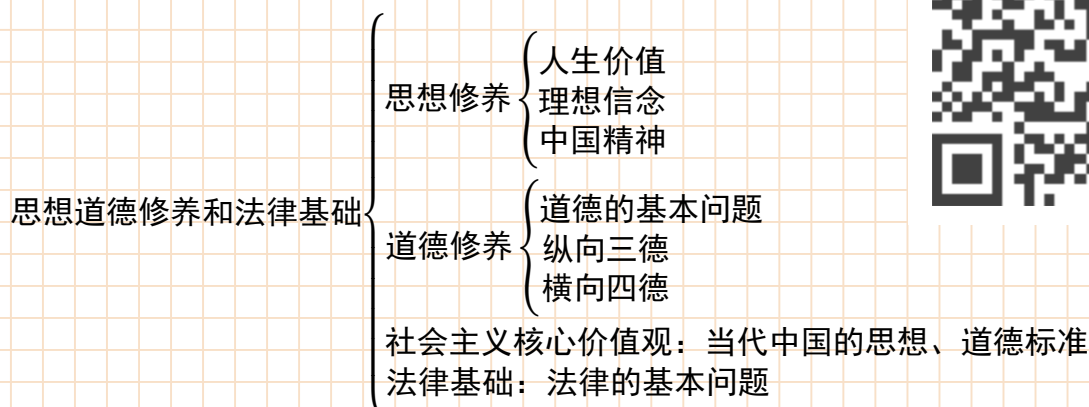 思想修养
人生价值
理想信念
中国精神
思想道德修养和法律基础
道德修养
道德的基本问题
纵向三德
横向四德
社会主义核心价值观：当代中国的思想、道德标准
法律基础：法律的基本问题